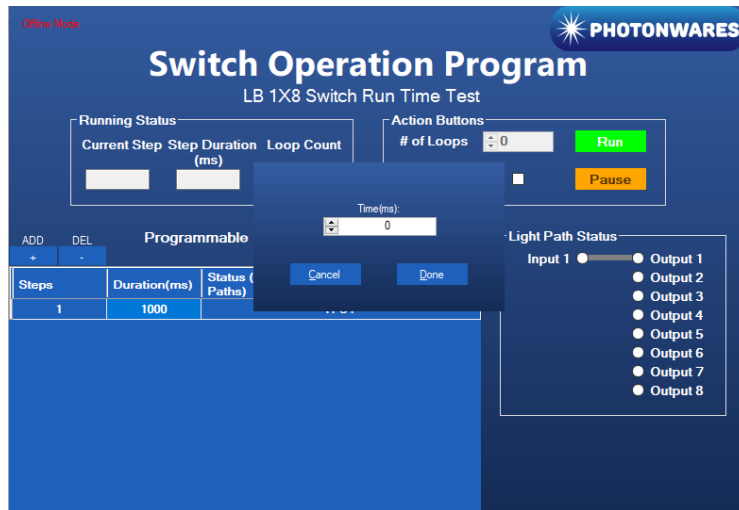 Offline Mode
PHOTONWARES
Switch Operation Program
LB 1X8 Switch Run Time Test
Running Status
Current Step
Step Duration
(ms)
Loop Count
Action Buttons
# of Loops
0
Run
Pause
Time(ms):
0
Cancel
Done
ADD
DEL
+
-
Programmable
Steps
Duration(ms)
Status (
Paths)
1
1000
Light Path Status
Input 1
Output 1
Output 2
Output 3
Output 4
Output 5
Output 6
Output 7
Output 8